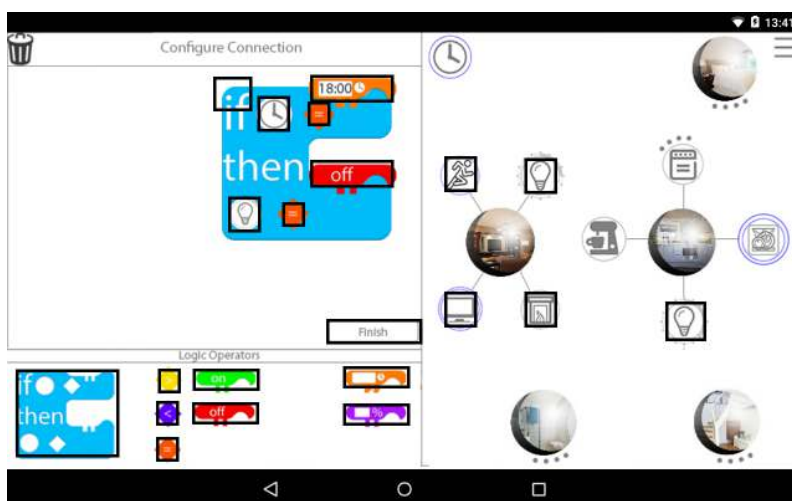 13:41
Configure Connection
18:00
if =
then off
=
Finish
Logic Operators
if
> on
then < off %
=